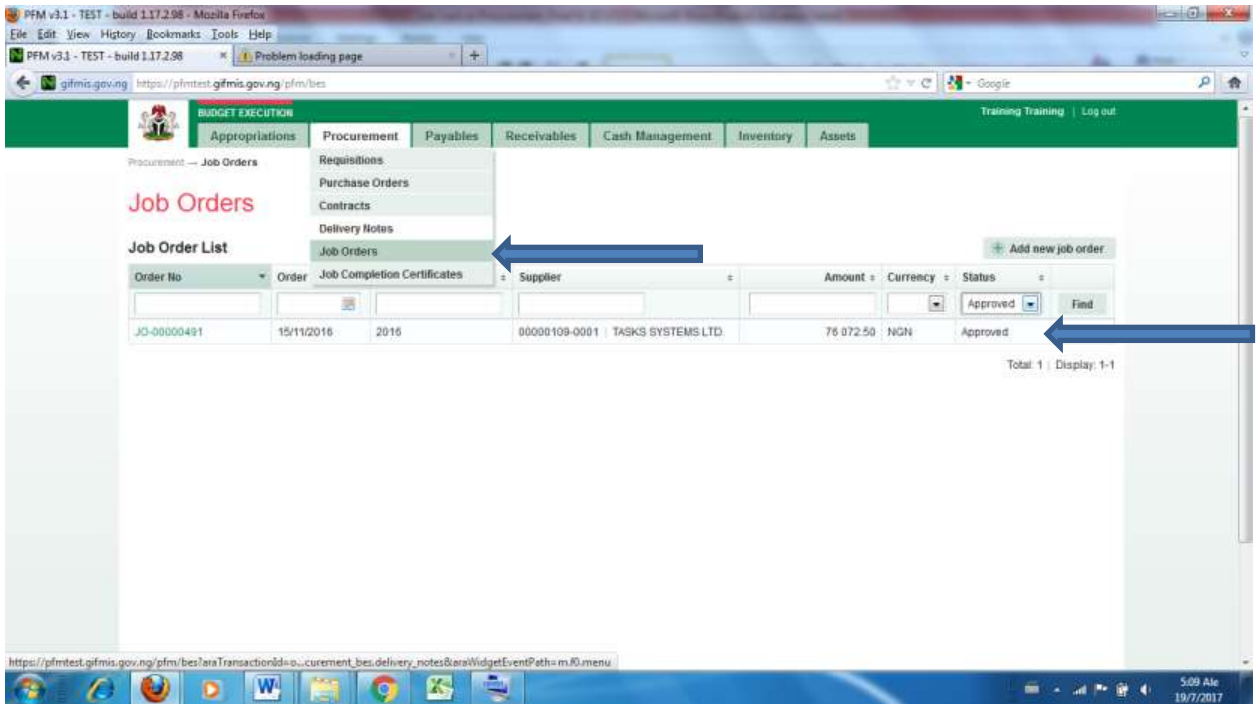 PFM v3.1 - TEST - build 1.17.2.98 - Mozilla Firefox
File Edit View History Bookmarks Tools Help
PFM v3.1 - TEST - build 1.17.2.98 × Problem loading page +
gifmis.gov.ng https://pfmtest.gifmis.gov.ng/pfm/bes Google
BUDGET EXECUTION Training Training | Log out
Appropriations Procurement Payables Receivables Cash Management Inventory Assets
Procurement — Job Orders
Requisitions
Purchase Orders
Job Orders
Contracts
Delivery Notes
Job Order List
Job Orders
+ Add new job order
Job Completion Certificates
Order No Order Supplier Amount Currency Status
Approved Find
JO-00000491 15/11/2016 2016 00000109-0001 | TASKS SYSTEMS LTD. 76 072.50 NGN Approved
Total: 1 | Display: 1-1
https://pfmtest.gifmis.gov.ng/pfm/bes?araTransactionId=o...curement_bes.delivery_notes&araWidgetEventPath=m.f0.menu
5:09 Ale
19/7/2017